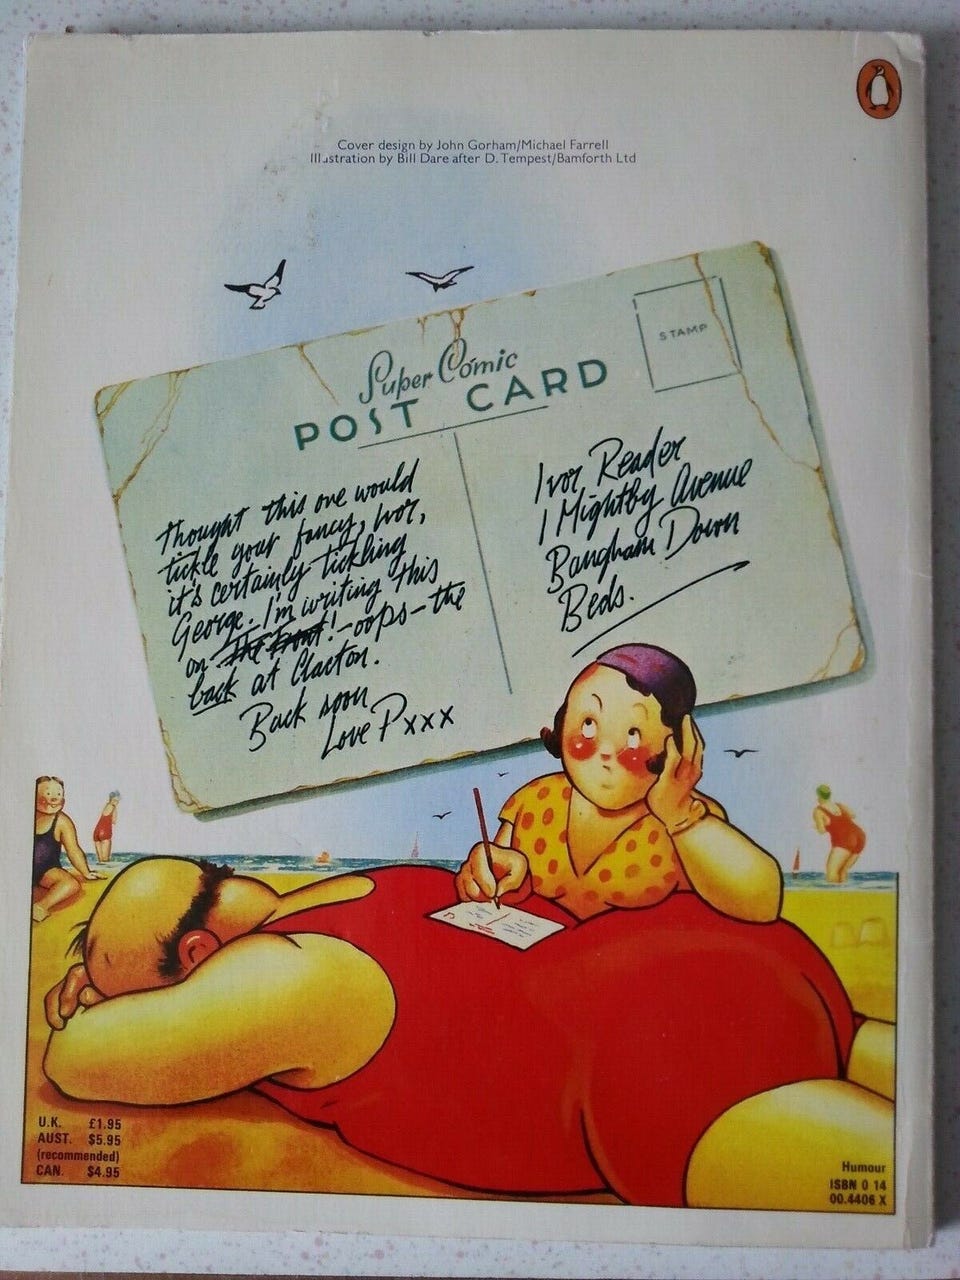 Cover design by John Gorham/Michael Farrell
Illustration by Bill Dare after D. Tempest/Bamforth Ltd
Super Comic
POST CARD
STAMP
Thought this one would
tickle your fancy, Ivor,
it's certainly tickling
George. I'm writing this
on the front! - oops - the
back at Clacton.
Back soon
Love P x x x
Ivor Reader
1 Mightby Avenue
Bangham Down
Beds.
U.K. £1.95
AUST. $5.95
(recommended)
CAN. $4.95
Humour
ISBN 0 14
00.4406 X